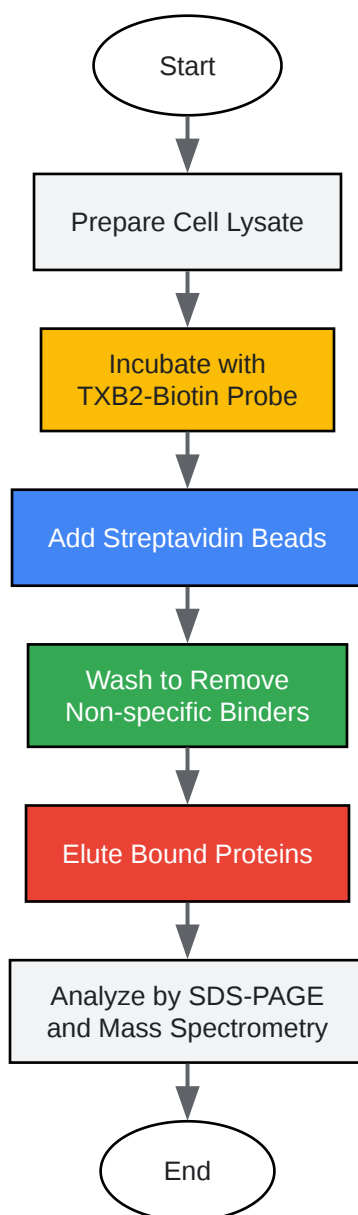 Start
Prepare Cell Lysate
Incubate with
TXB2-Biotin Probe
Add Streptavidin Beads
Wash to Remove
Non-specific Binders
Elute Bound Proteins
Analyze by SDS-PAGE
and Mass Spectrometry
End